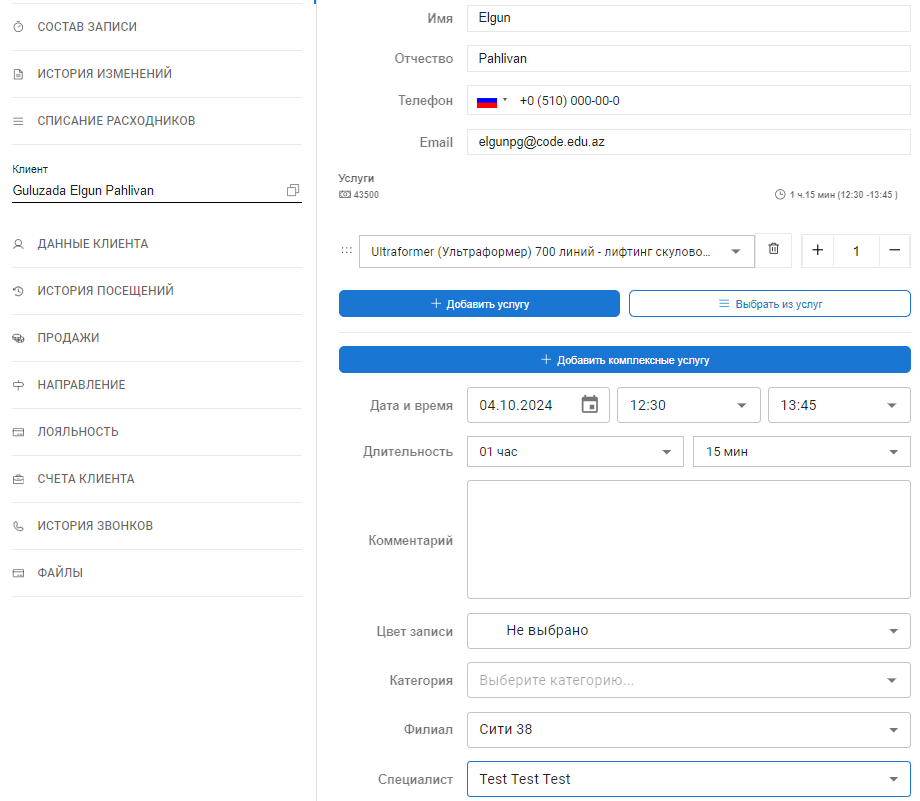 СОСТАВ ЗАПИСИ
ИСТОРИЯ ИЗМЕНЕНИЙ
СПИСАНИЕ РАСХОДНИКОВ
Клиент
Guluzada Elgun Pahlivan
ДАННЫЕ КЛИЕНТА
ИСТОРИЯ ПОСЕЩЕНИЙ
ПРОДАЖИ
НАПРАВЛЕНИЕ
ЛОЯЛЬНОСТЬ
СЧЕТА КЛИЕНТА
ИСТОРИЯ ЗВОНКОВ
ФАЙЛЫ
Имя Elgun
Отчество Pahlivan
Телефон +0 (510) 000-00-0
Email elgunpg@code.edu.az
Услуги
43500 1 ч.15 мин (12:30 -13:45 )
Ultraformer (Ультраформер) 700 линий - лифтинг скулово... + 1 −
+ Добавить услугу Выбрать из услуг
+ Добавить комплексные услугу
Дата и время 04.10.2024 12:30 13:45
Длительность 01 час 15 мин
Комментарий
Цвет записи Не выбрано
Категория Выберите категорию...
Филиал Сити 38
Специалист Test Test Test